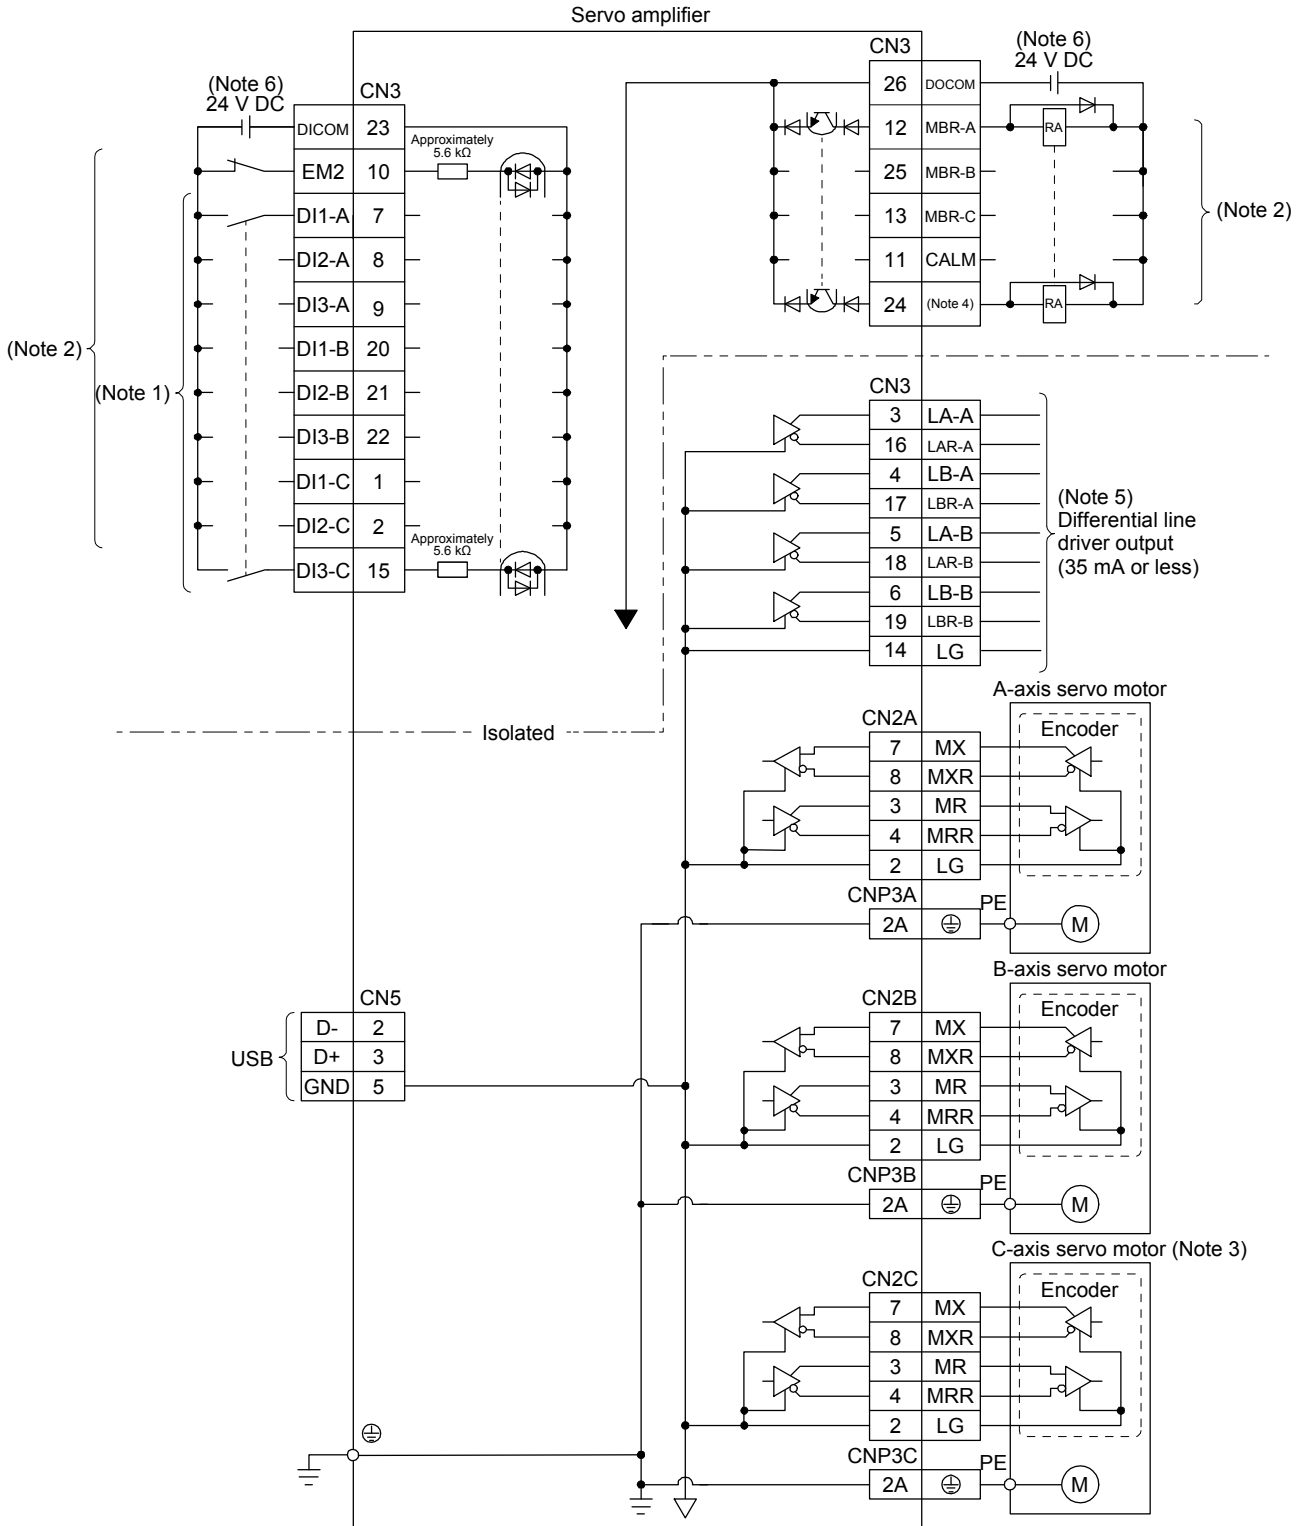 Servo amplifier
(Note 6)
24 V DC
CN3
DICOM 23
EM2 10
DI1-A 7
DI2-A 8
DI3-A 9
DI1-B 20
DI2-B 21
DI3-B 22
DI1-C 1
DI2-C 2
DI3-C 15
Approximately
5.6 kΩ
Approximately
5.6 kΩ
(Note 2)
(Note 1)
CN3
(Note 6)
24 V DC
26 DOCOM
12 MBR-A
25 MBR-B
13 MBR-C
11 CALM
24 (Note 4)
RA
RA
(Note 2)
CN3
3 LA-A
16 LAR-A
4 LB-A
17 LBR-A
5 LA-B
18 LAR-B
6 LB-B
19 LBR-B
14 LG
(Note 5)
Differential line
driver output
(35 mA or less)
Isolated
A-axis servo motor
CN2A
Encoder
7 MX
8 MXR
3 MR
4 MRR
2 LG
CNP3A
2A
PE
M
B-axis servo motor
CN5
D- 2
D+ 3
GND 5
USB
CN2B
Encoder
7 MX
8 MXR
3 MR
4 MRR
2 LG
CNP3B
2A
PE
M
C-axis servo motor (Note 3)
CN2C
Encoder
7 MX
8 MXR
3 MR
4 MRR
2 LG
CNP3C
2A
PE
M